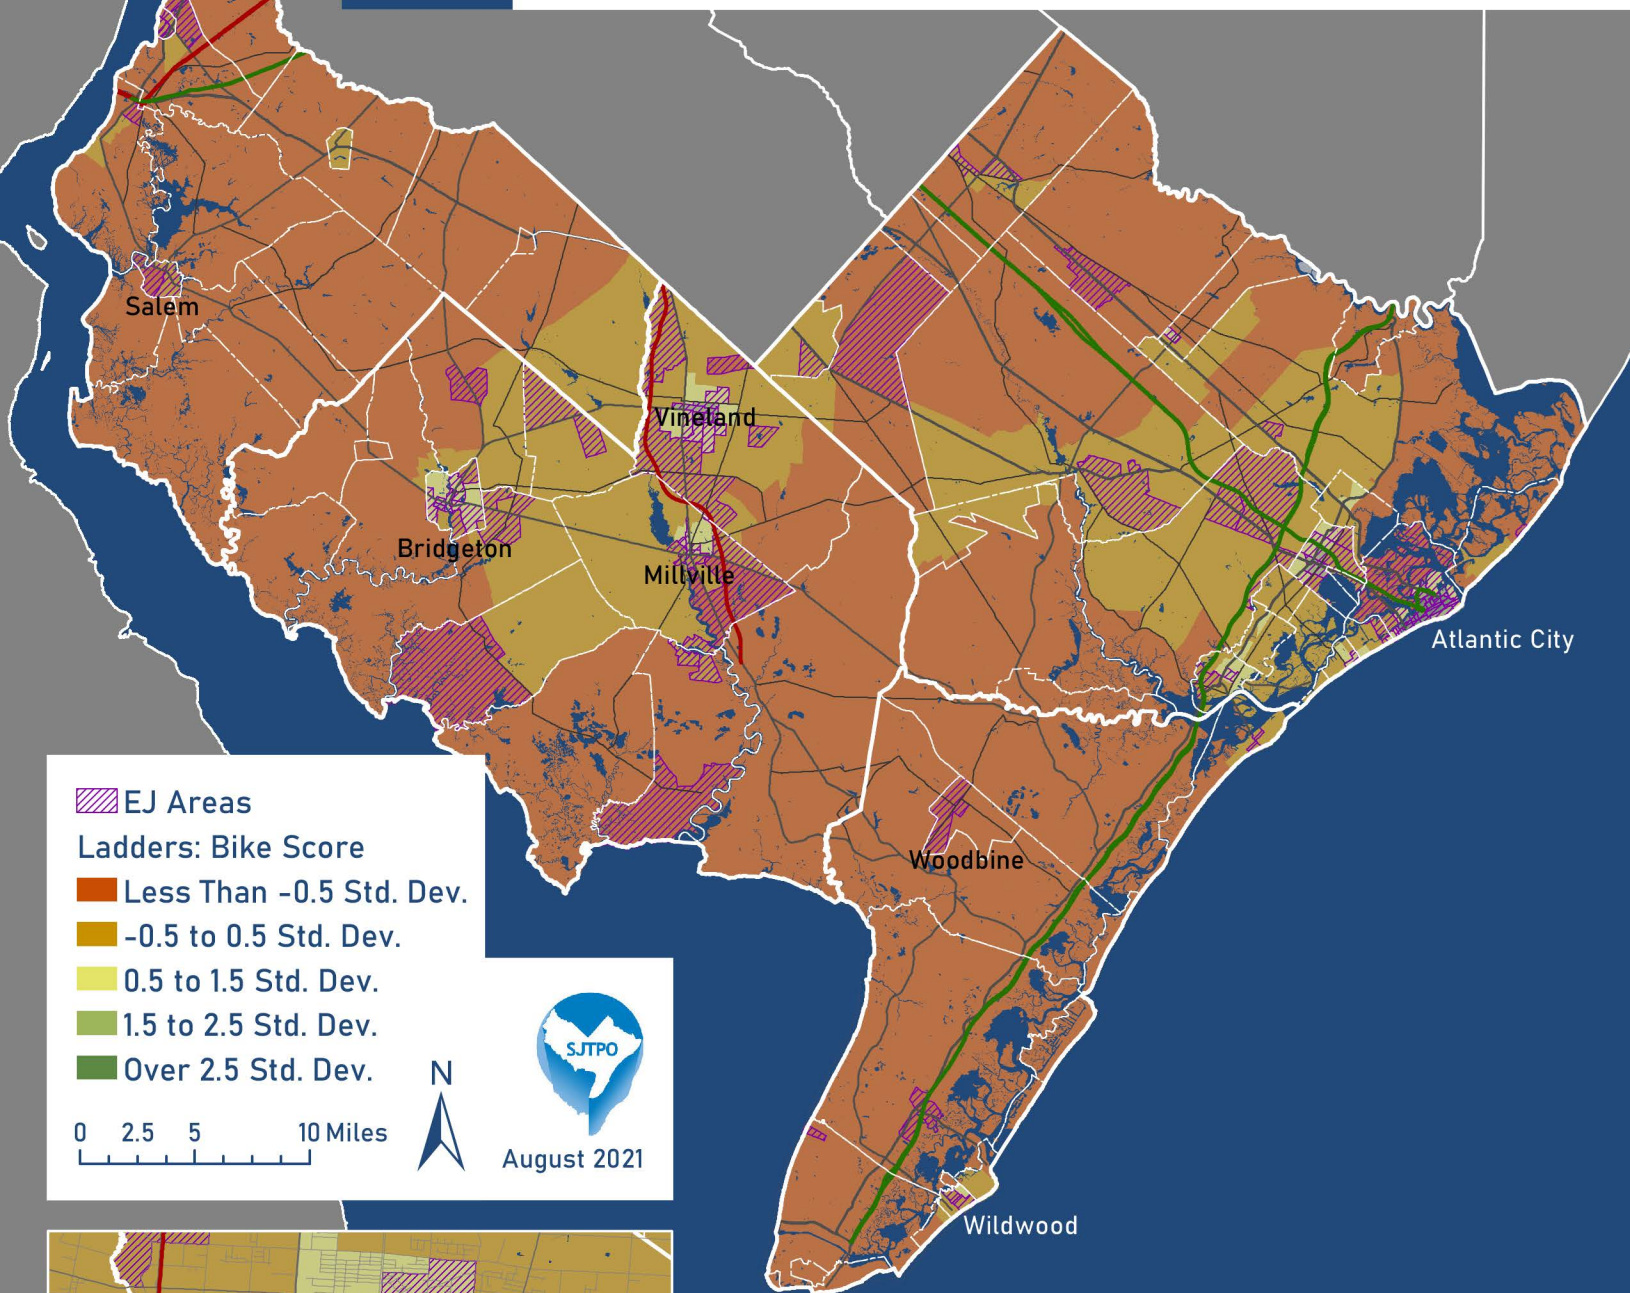 Salem
Vineland
Bridgeton
Millville
Atlantic City
Woodbine
Wildwood
EJ Areas
Ladders: Bike Score
Less Than -0.5 Std. Dev.
-0.5 to 0.5 Std. Dev.
0.5 to 1.5 Std. Dev.
1.5 to 2.5 Std. Dev.
Over 2.5 Std. Dev.
0 2.5 5 10 Miles
N
SJTPO
August 2021